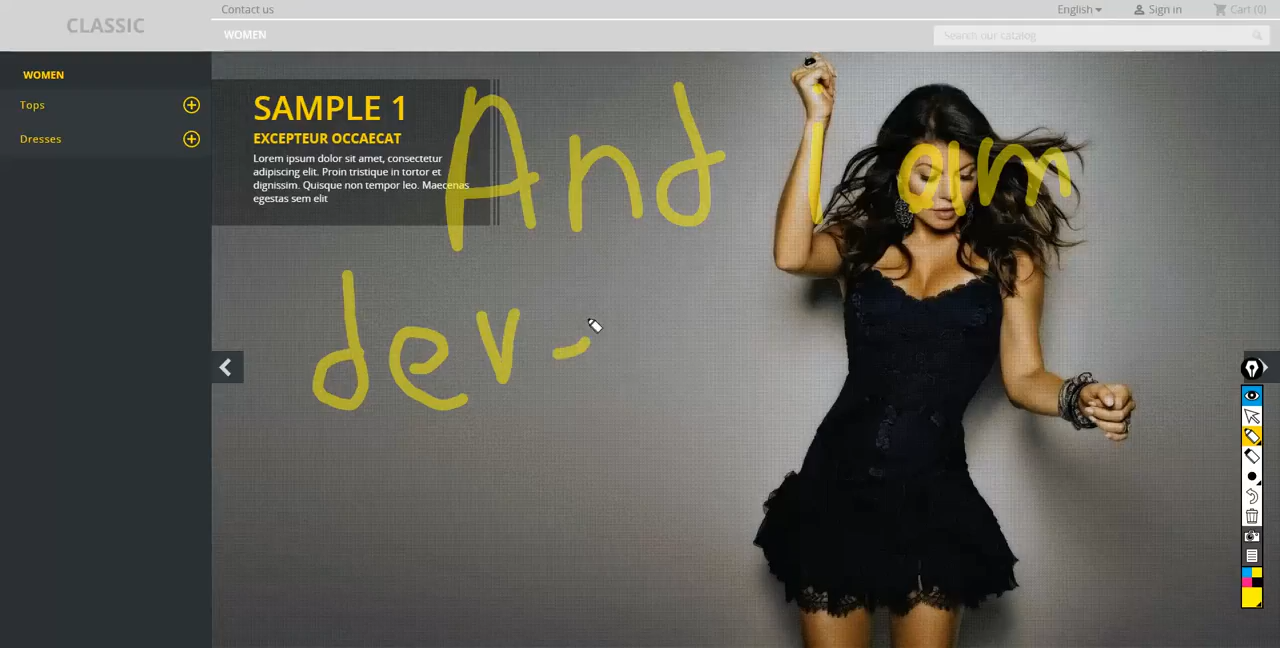 CLASSIC
Contact us
English
Sign in
Cart (0)
WOMEN
Search our catalog
WOMEN
Tops
Dresses
SAMPLE 1
EXCEPTEUR OCCAECAT
Lorem ipsum dolor sit amet, consectetur
adipiscing elit. Proin tristique in tortor et
dignissim. Quisque non tempor leo. Maecenas
egestas sem elit
And I am
dev